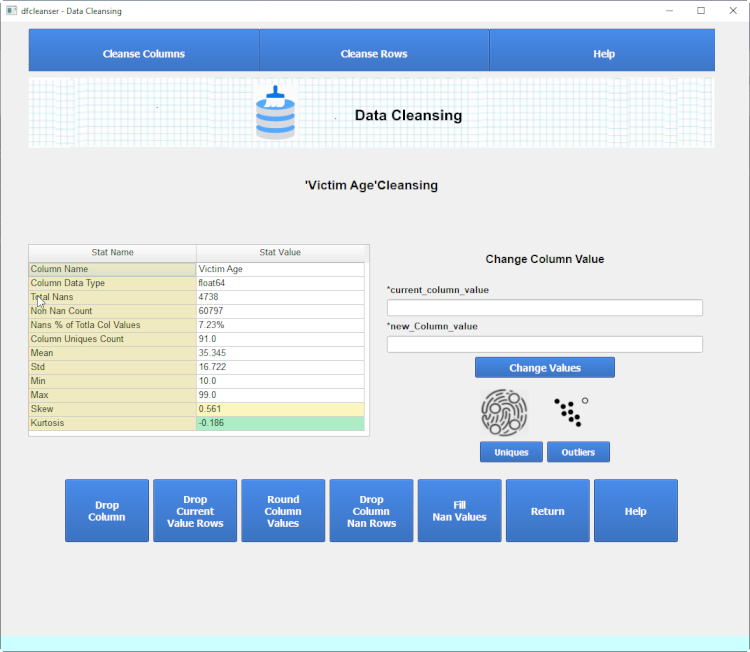 dfcleanser - Data Cleansing
Cleanse Columns
Cleanse Rows
Help
Data Cleansing
'Victim Age'Cleansing
Stat Name Stat Value
Column Name Victim Age
Column Data Type float64
Total Nans 4738
Non Nan Count 60797
Nans % of Totla Col Values 7.23%
Column Uniques Count 91.0
Mean 35.345
Std 16.722
Min 10.0
Max 99.0
Skew 0.561
Kurtosis -0.186
Change Column Value
*current_column_value
*new_Column_value
Change Values
Uniques
Outliers
Drop
Column
Drop
Current
Value Rows
Round
Column
Values
Drop
Column
Nan Rows
Fill
Nan Values
Return
Help